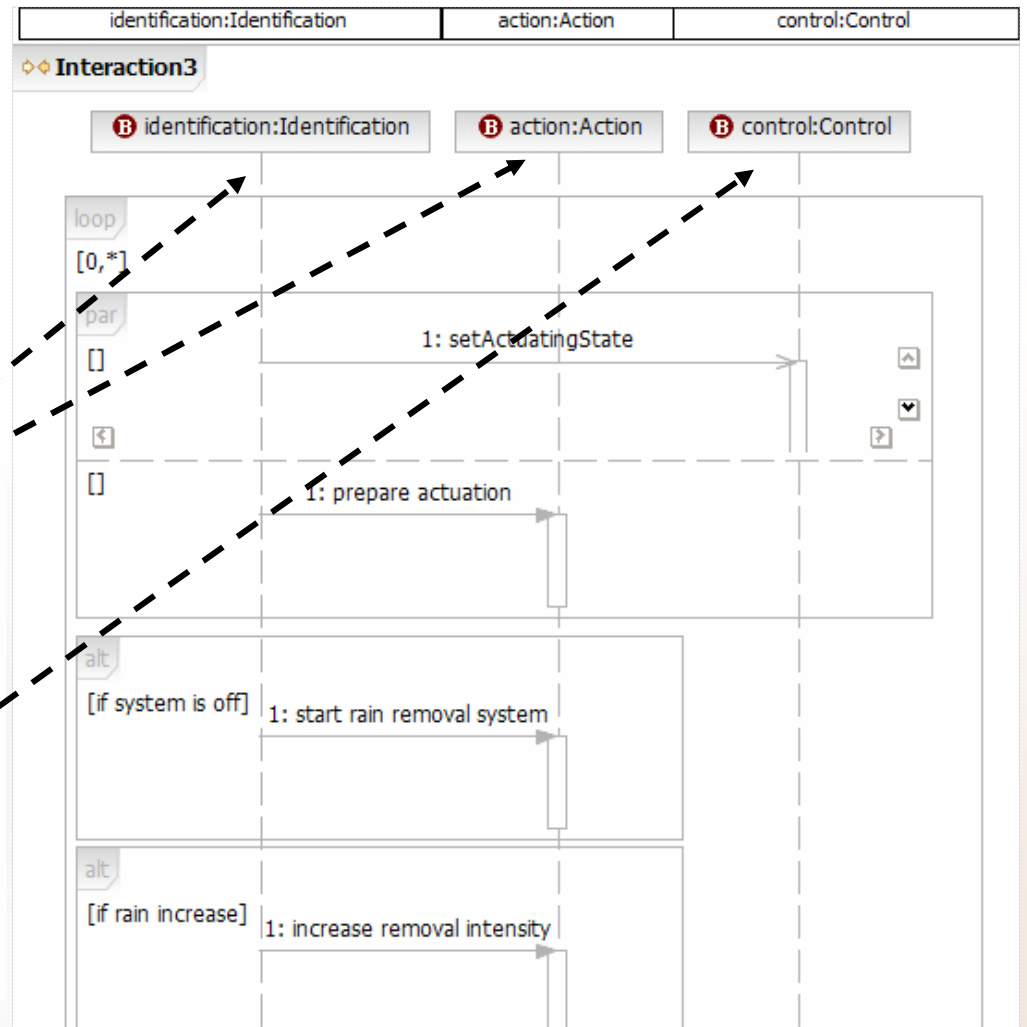 identification:Identification action:Action control:Control
Interaction3
B identification:Identification B action:Action B control:Control
loop
[0,*]
par
1: setActuatingState
[]
[]
1: prepare actuation
alt
[if system is off]
1: start rain removal system
alt
[if rain increase]
1: increase removal intensity